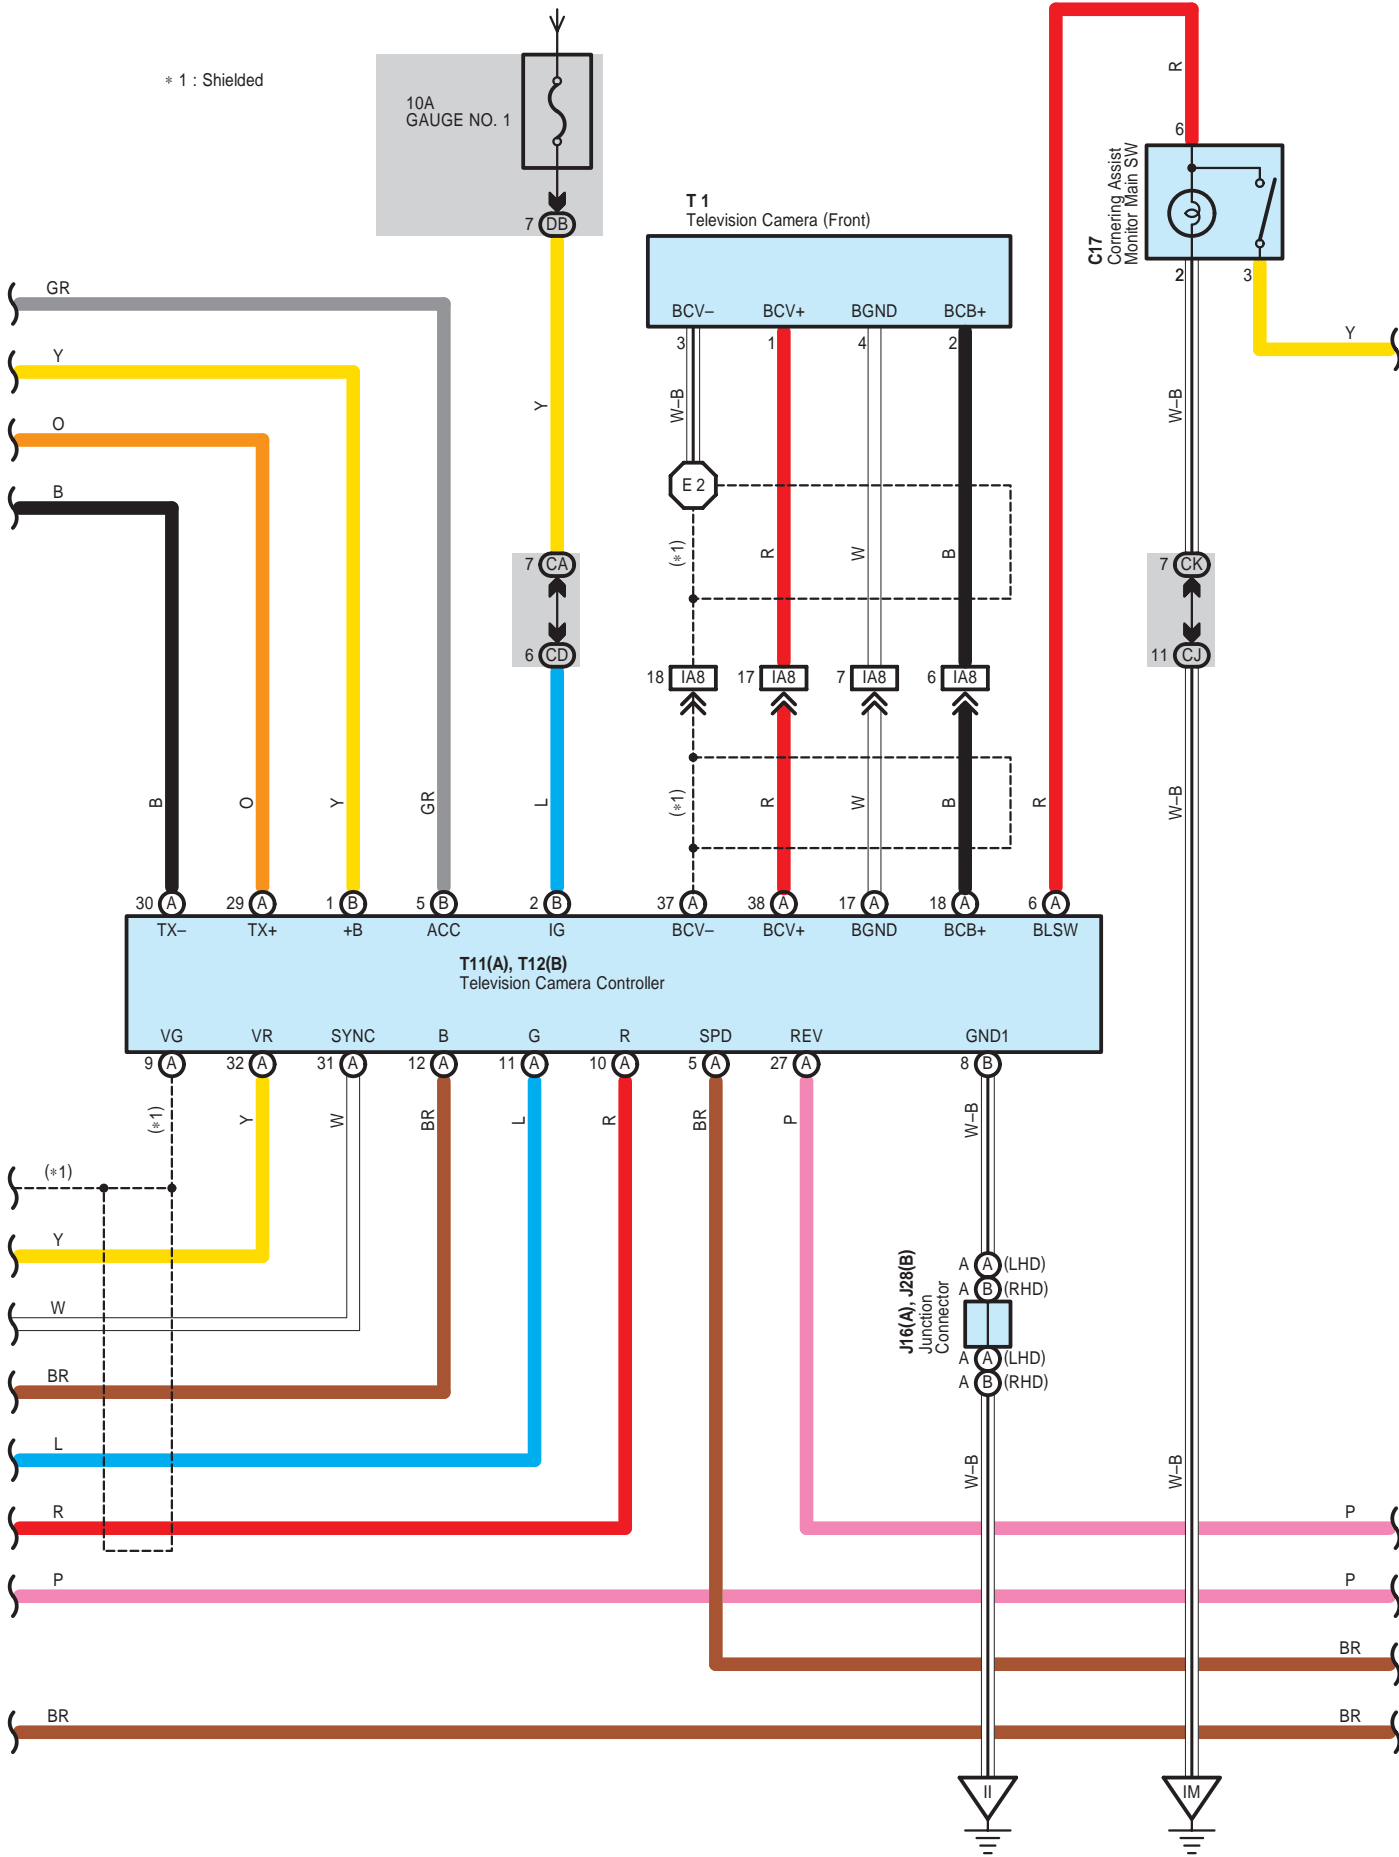 * 1 : Shielded
10A
GAUGE NO. 1
7 DB
R
6
C17
Cornering Assist
Monitor Main SW
2
3
T 1
Television Camera (Front)
BCV– BCV+ BGND BCB+
3 1 4 2
GR
Y
O
B
Y
Y
W–B
W–B
E 2
(*1)
R
W
B
7 CA
6 CD
7 CK
11 CJ
18 IA8
17 IA8
7 IA8
6 IA8
B
O
Y
GR
L
(*1)
R
W
B
R
W–B
30 A
29 A
1 B
5 B
2 B
37 A
38 A
17 A
18 A
6 A
TX– TX+ +B ACC IG BCV– BCV+ BGND BCB+ BLSW
T11(A), T12(B)
Television Camera Controller
VG VR SYNC B G R SPD REV GND1
9 A
32 A
31 A
12 A
11 A
10 A
5 A
27 A
8 B
(*1)
Y
W
BR
L
R
BR
P
W–B
(*1)
Y
W
BR
L
R
P
BR
J16(A), J28(B)
Junction
Connector
A A (LHD)
A B (RHD)
A A (LHD)
A B (RHD)
W–B
W–B
P
P
BR
BR
II
IM